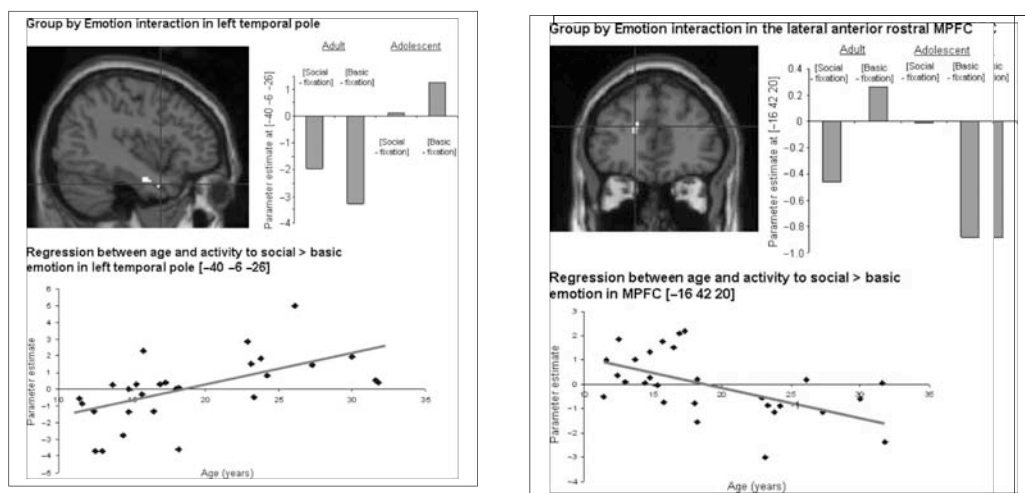 Group by Emotion interaction in left temporal pole
Adult
Adolescent
[Social
- fixation]
[Basic
- fixation]
Parameter estimate at [-40 -6 -26]
2
1
0
−1
−2
−3
−4
[Social
- fixation]
[Basic
- fixation]
Regression between age and activity to social > basic
emotion in left temporal pole [−40 −6 −26]
Parameter estimate
6
5
4
3
2
1
0
−1
−2
−3
−4
−5
10
15
20
25
30
35
Age (years)
Group by Emotion interaction in the lateral anterior rostral MPFC
Adult
Adolescent
[Social
- fixation]
[Basic
- fixation]
[Social
- fixation]
[Basic
- fixation]
Parameter estimate at [−16 42 20]
0.4
0.2
0
−0.2
−0.4
−0.6
−0.8
−1.0
Regression between age and activity to social > basic
emotion in MPFC [−16 42 20]
Parameter estimate
3
2
1
0
−1
−2
−3
−4
10
15
20
25
30
35
Age (years)